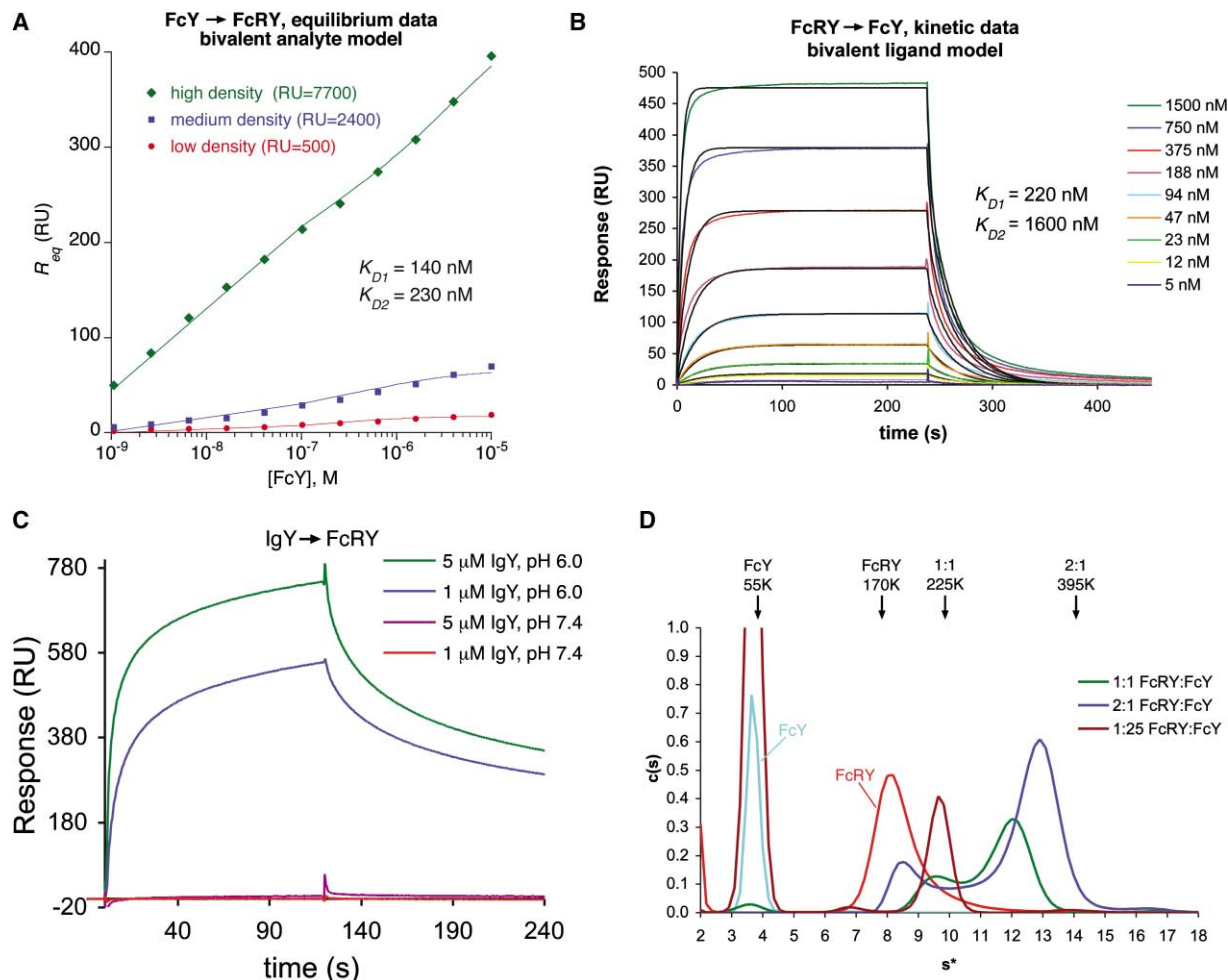 A
FcY → FcRY, equilibrium data
bivalent analyte model
400
300
200
100
0
R_eq (RU)
high density (RU=7700)
medium density (RU=2400)
low density (RU=500)
K_D1 = 140 nM
K_D2 = 230 nM
10^-9
10^-8
10^-7
10^-6
10^-5
[FcY], M
B
FcRY → FcY, kinetic data
bivalent ligand model
500
450
400
350
300
250
200
150
100
50
0
Response (RU)
K_D1 = 220 nM
K_D2 = 1600 nM
1500 nM
750 nM
375 nM
188 nM
94 nM
47 nM
23 nM
12 nM
5 nM
0
100
200
300
400
time (s)
C
IgY → FcRY
780
580
380
180
-20
Response (RU)
5 μM IgY, pH 6.0
1 μM IgY, pH 6.0
5 μM IgY, pH 7.4
1 μM IgY, pH 7.4
40
90
140
190
240
time (s)
D
FcY
55K
FcRY
170K
1:1
225K
2:1
395K
1.0
0.9
0.8
0.7
0.6
0.5
0.4
0.3
0.2
0.1
0.0
c(s)
FcY
FcRY
1:1 FcRY:FcY
2:1 FcRY:FcY
1:25 FcRY:FcY
2
3
4
5
6
7
8
9
10
11
12
13
14
15
16
17
18
s*